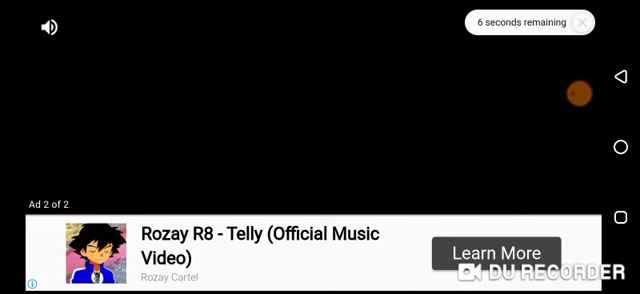 6 seconds remaining
Ad 2 of 2
Rozay R8 - Telly (Official Music
Video)
Rozay Cartel
Learn More
DU RECORDER